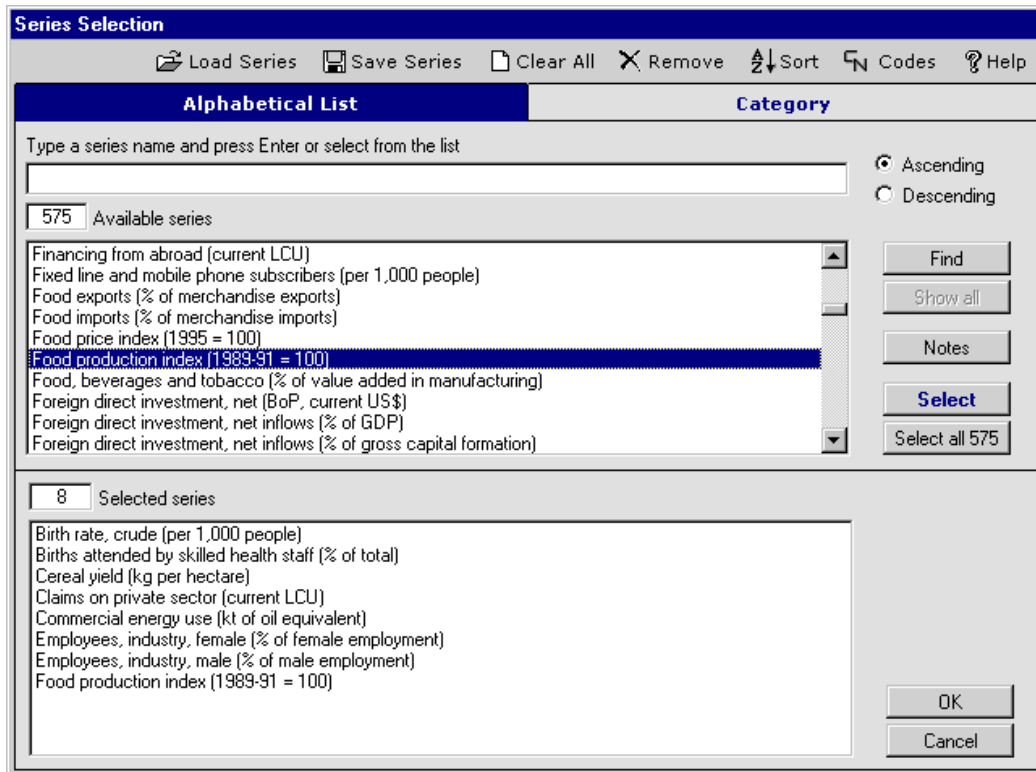 Series Selection
Load Series Save Series Clear All Remove Sort Codes Help
Alphabetical List Category
Type a series name and press Enter or select from the list
Ascending
Descending
575 Available series
Financing from abroad (current LCU)
Fixed line and mobile phone subscribers (per 1,000 people)
Food exports (% of merchandise exports)
Food imports (% of merchandise imports)
Food price index (1995 = 100)
Food production index (1989-91 = 100)
Food, beverages and tobacco (% of value added in manufacturing)
Foreign direct investment, net (BoP, current US$)
Foreign direct investment, net inflows (% of GDP)
Foreign direct investment, net inflows (% of gross capital formation)
Find
Show all
Notes
Select
Select all 575
8 Selected series
Birth rate, crude (per 1,000 people)
Births attended by skilled health staff (% of total)
Cereal yield (kg per hectare)
Claims on private sector (current LCU)
Commercial energy use (kt of oil equivalent)
Employees, industry, female (% of female employment)
Employees, industry, male (% of male employment)
Food production index (1989-91 = 100)
OK
Cancel